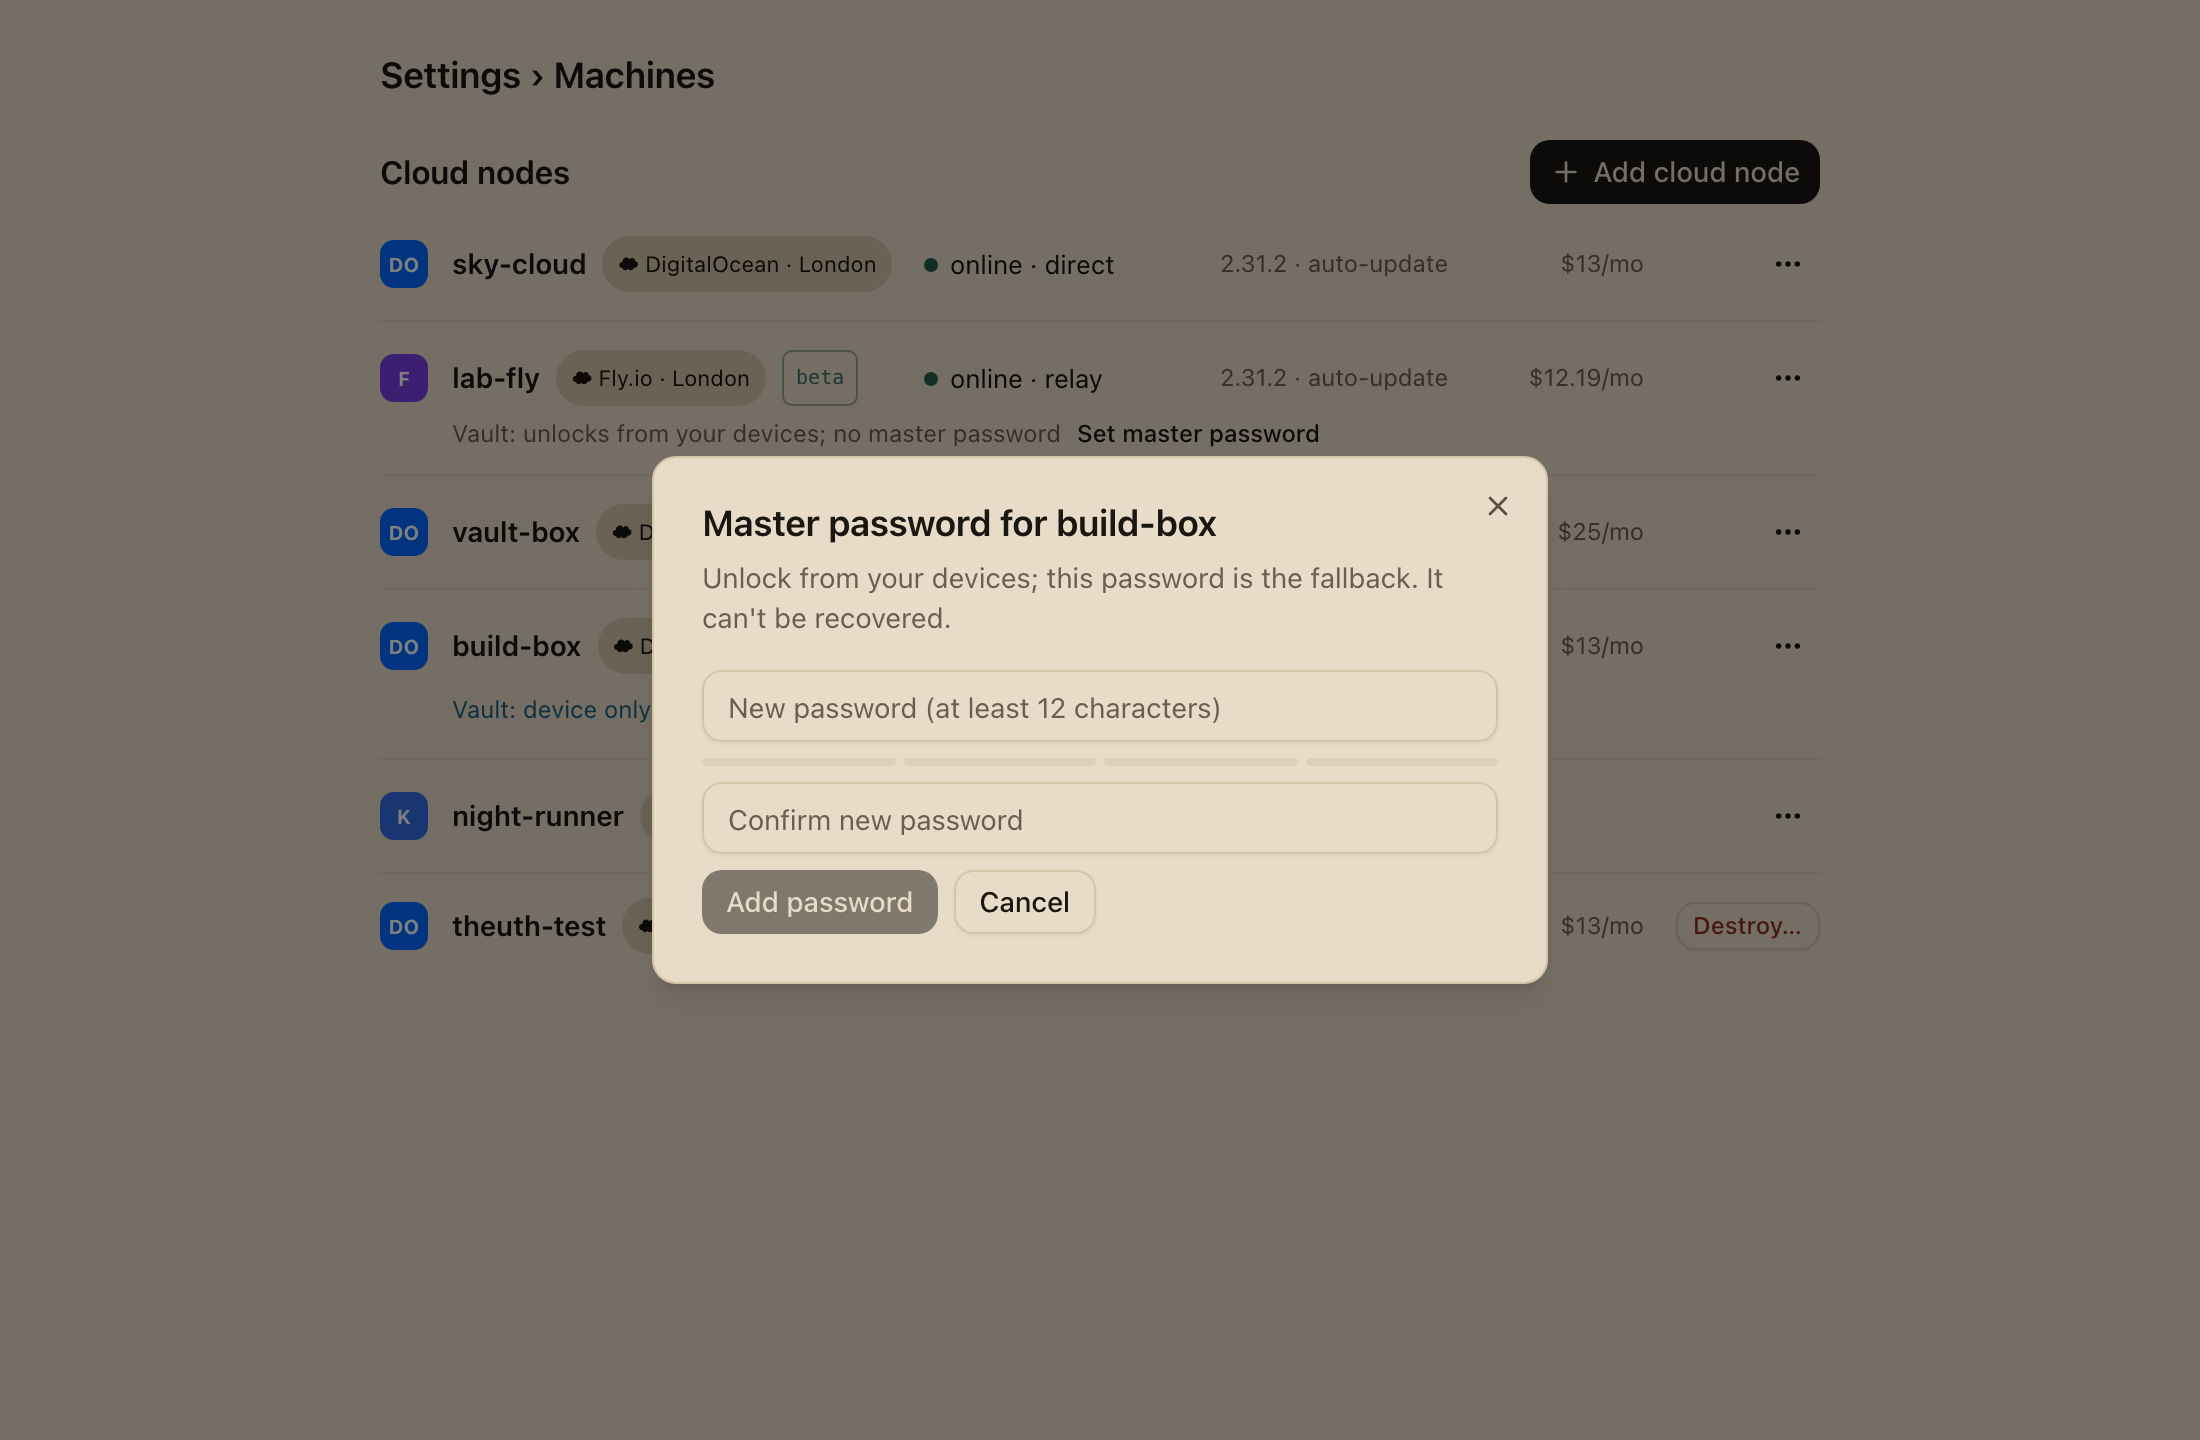 Settings › Machines
Cloud nodes
Add cloud node
DO sky-cloud DigitalOcean · London online · direct 2.31.2 · auto-update $13/mo
F lab-fly Fly.io · London beta online · relay 2.31.2 · auto-update $12.19/mo
Vault: unlocks from your devices; no master password Set master password
DO vault-box D $25/mo
DO build-box D $13/mo
Vault: device only
K night-runner
DO theuth-test $13/mo Destroy...
Master password for build-box
Unlock from your devices; this password is the fallback. It
can't be recovered.
New password (at least 12 characters)
Confirm new password
Add password Cancel